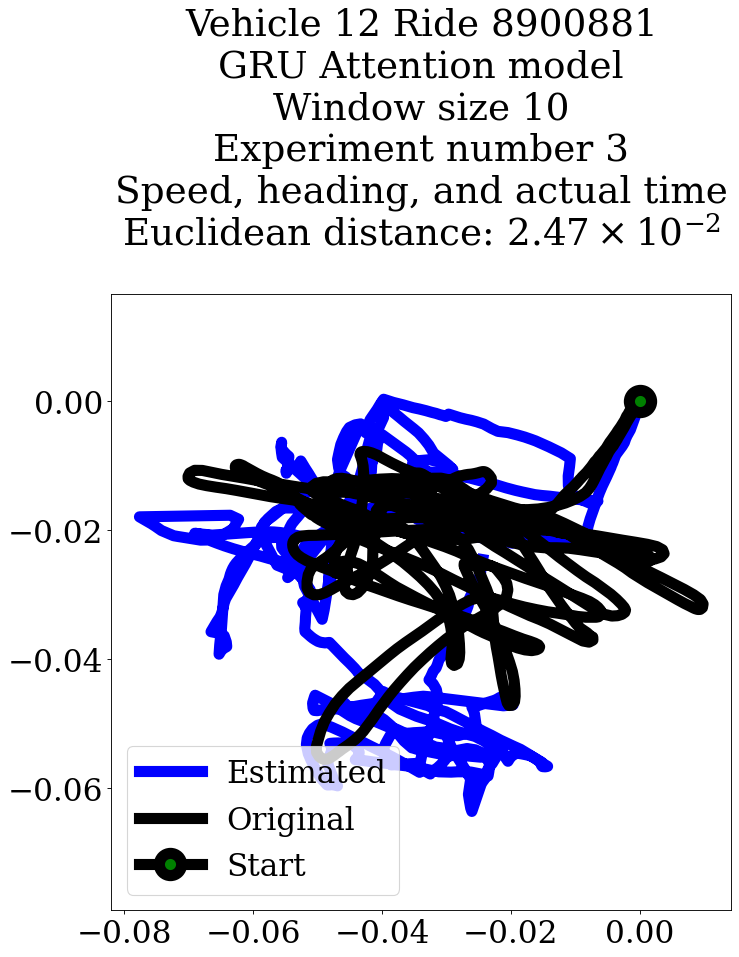 Vehicle 12 Ride 8900881
GRU Attention model
Window size 10
Experiment number 3
Speed, heading, and actual time
Euclidean distance: 2.47 × 10⁻²
0.00
−0.02
−0.04
−0.06
Estimated
Original
Start
−0.08 −0.06 −0.04 −0.02 0.00